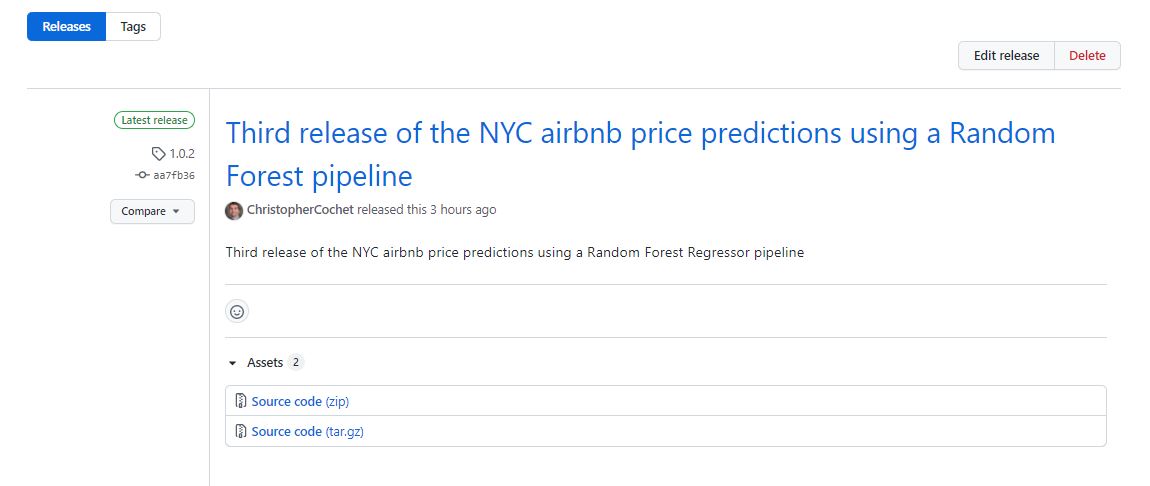 Releases
Tags
Edit release
Delete
Latest release
1.0.2
aa7fb36
Compare
Third release of the NYC airbnb price predictions using a Random
Forest pipeline
ChristopherCochet released this 3 hours ago
Third release of the NYC airbnb price predictions using a Random Forest Regressor pipeline
Assets 2
Source code (zip)
Source code (tar.gz)